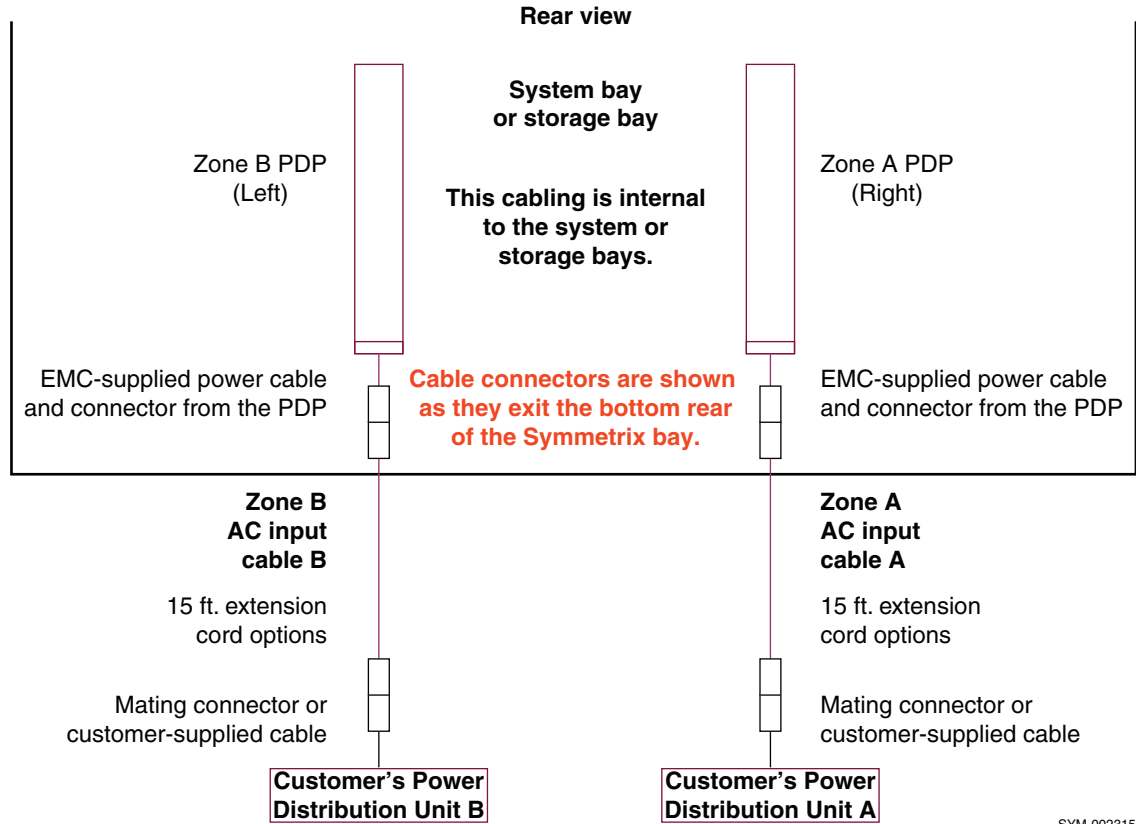 Rear view
System bay
or storage bay
Zone B PDP
(Left)
Zone A PDP
(Right)
This cabling is internal
to the system or
storage bays.
EMC-supplied power cable
and connector from the PDP
Cable connectors are shown
as they exit the bottom rear
of the Symmetrix bay.
EMC-supplied power cable
and connector from the PDP
Zone B
AC input
cable B
Zone A
AC input
cable A
15 ft. extension
cord options
15 ft. extension
cord options
Mating connector or
customer-supplied cable
Mating connector or
customer-supplied cable
Customer's Power
Distribution Unit B
Customer's Power
Distribution Unit A
SYM-002315